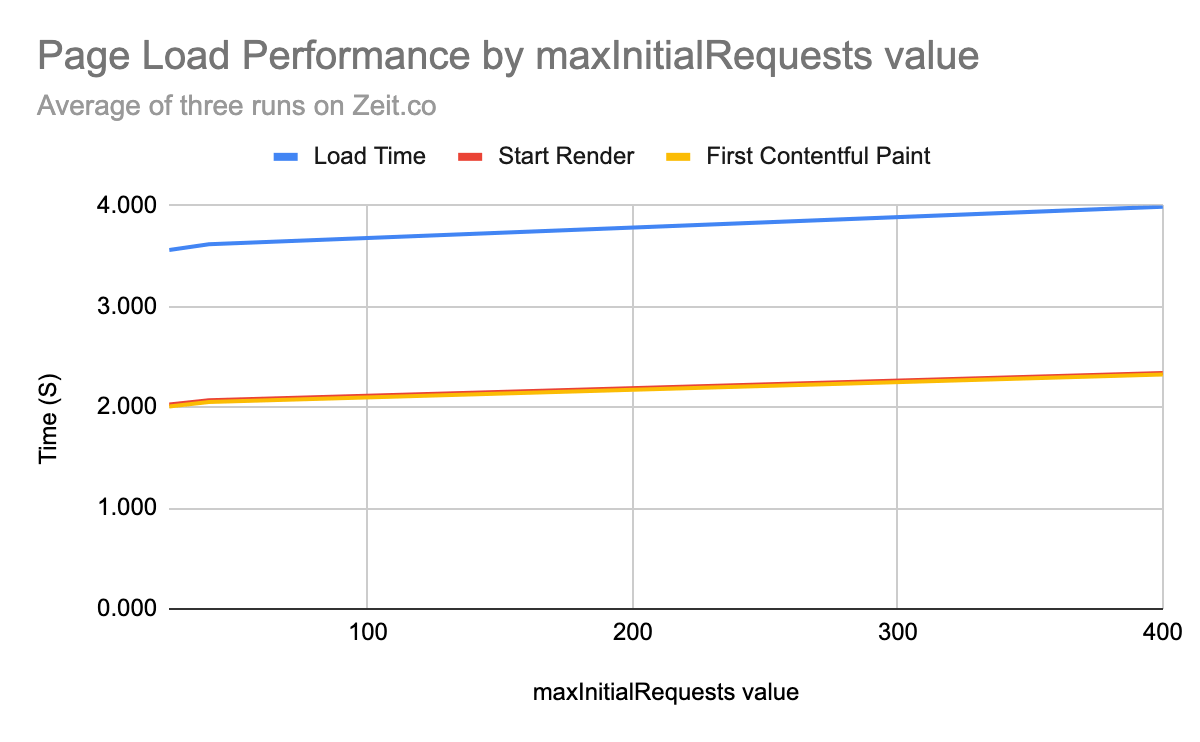 Page Load Performance by maxInitialRequests value
Average of three runs on Zeit.co
Load Time Start Render First Contentful Paint
4.000
3.000
2.000
1.000
0.000
Time (S)
100 200 300 400
maxInitialRequests value